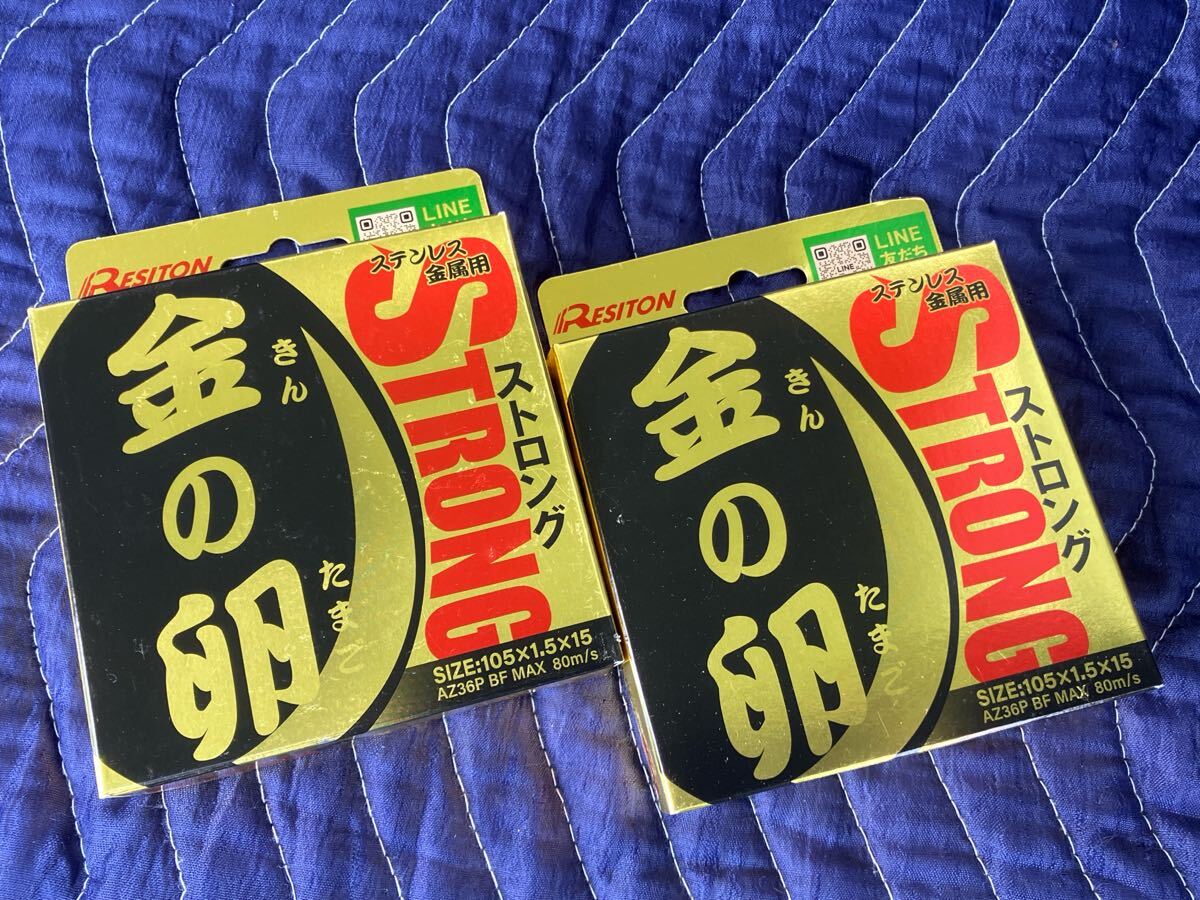 RESITON
LINE
ステンレス
金属用
STRONG
ストロング
金の卵
きん
たまご
SIZE:105×1.5×15
AZ36P BF MAX 80m/s
RESITON
LINE
友だち
LINE
ステンレス
金属用
STRONG
ストロング
金の卵
きん
たまご
SIZE:105×1.5×15
AZ36P BF MAX 80m/s